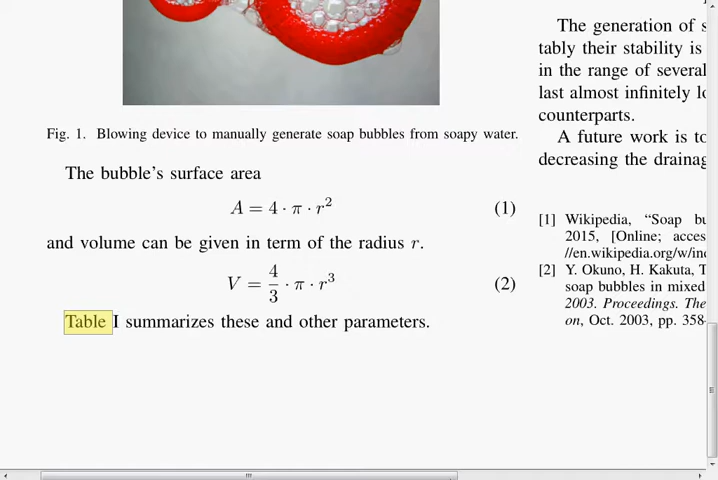 Fig. 1. Blowing device to manually generate soap bubbles from soapy water.
The bubble's surface area
A = 4 · π · r² (1)
and volume can be given in term of the radius r.
V = 4/3 · π · r³ (2)
Table I summarizes these and other parameters.
The generation of s
tably their stability is
in the range of several
last almost infinitely
counterparts.
A future work is to
decreasing the
[1] Wikipedia, “Soap
2015, [Online; acces
//en.wikipedia.org/w/in
[2] Y. Okuno, H. Kakuta, T
soap bubbles in mixed
2003. Proceedings. The
on, Oct. 2003, pp. 358-